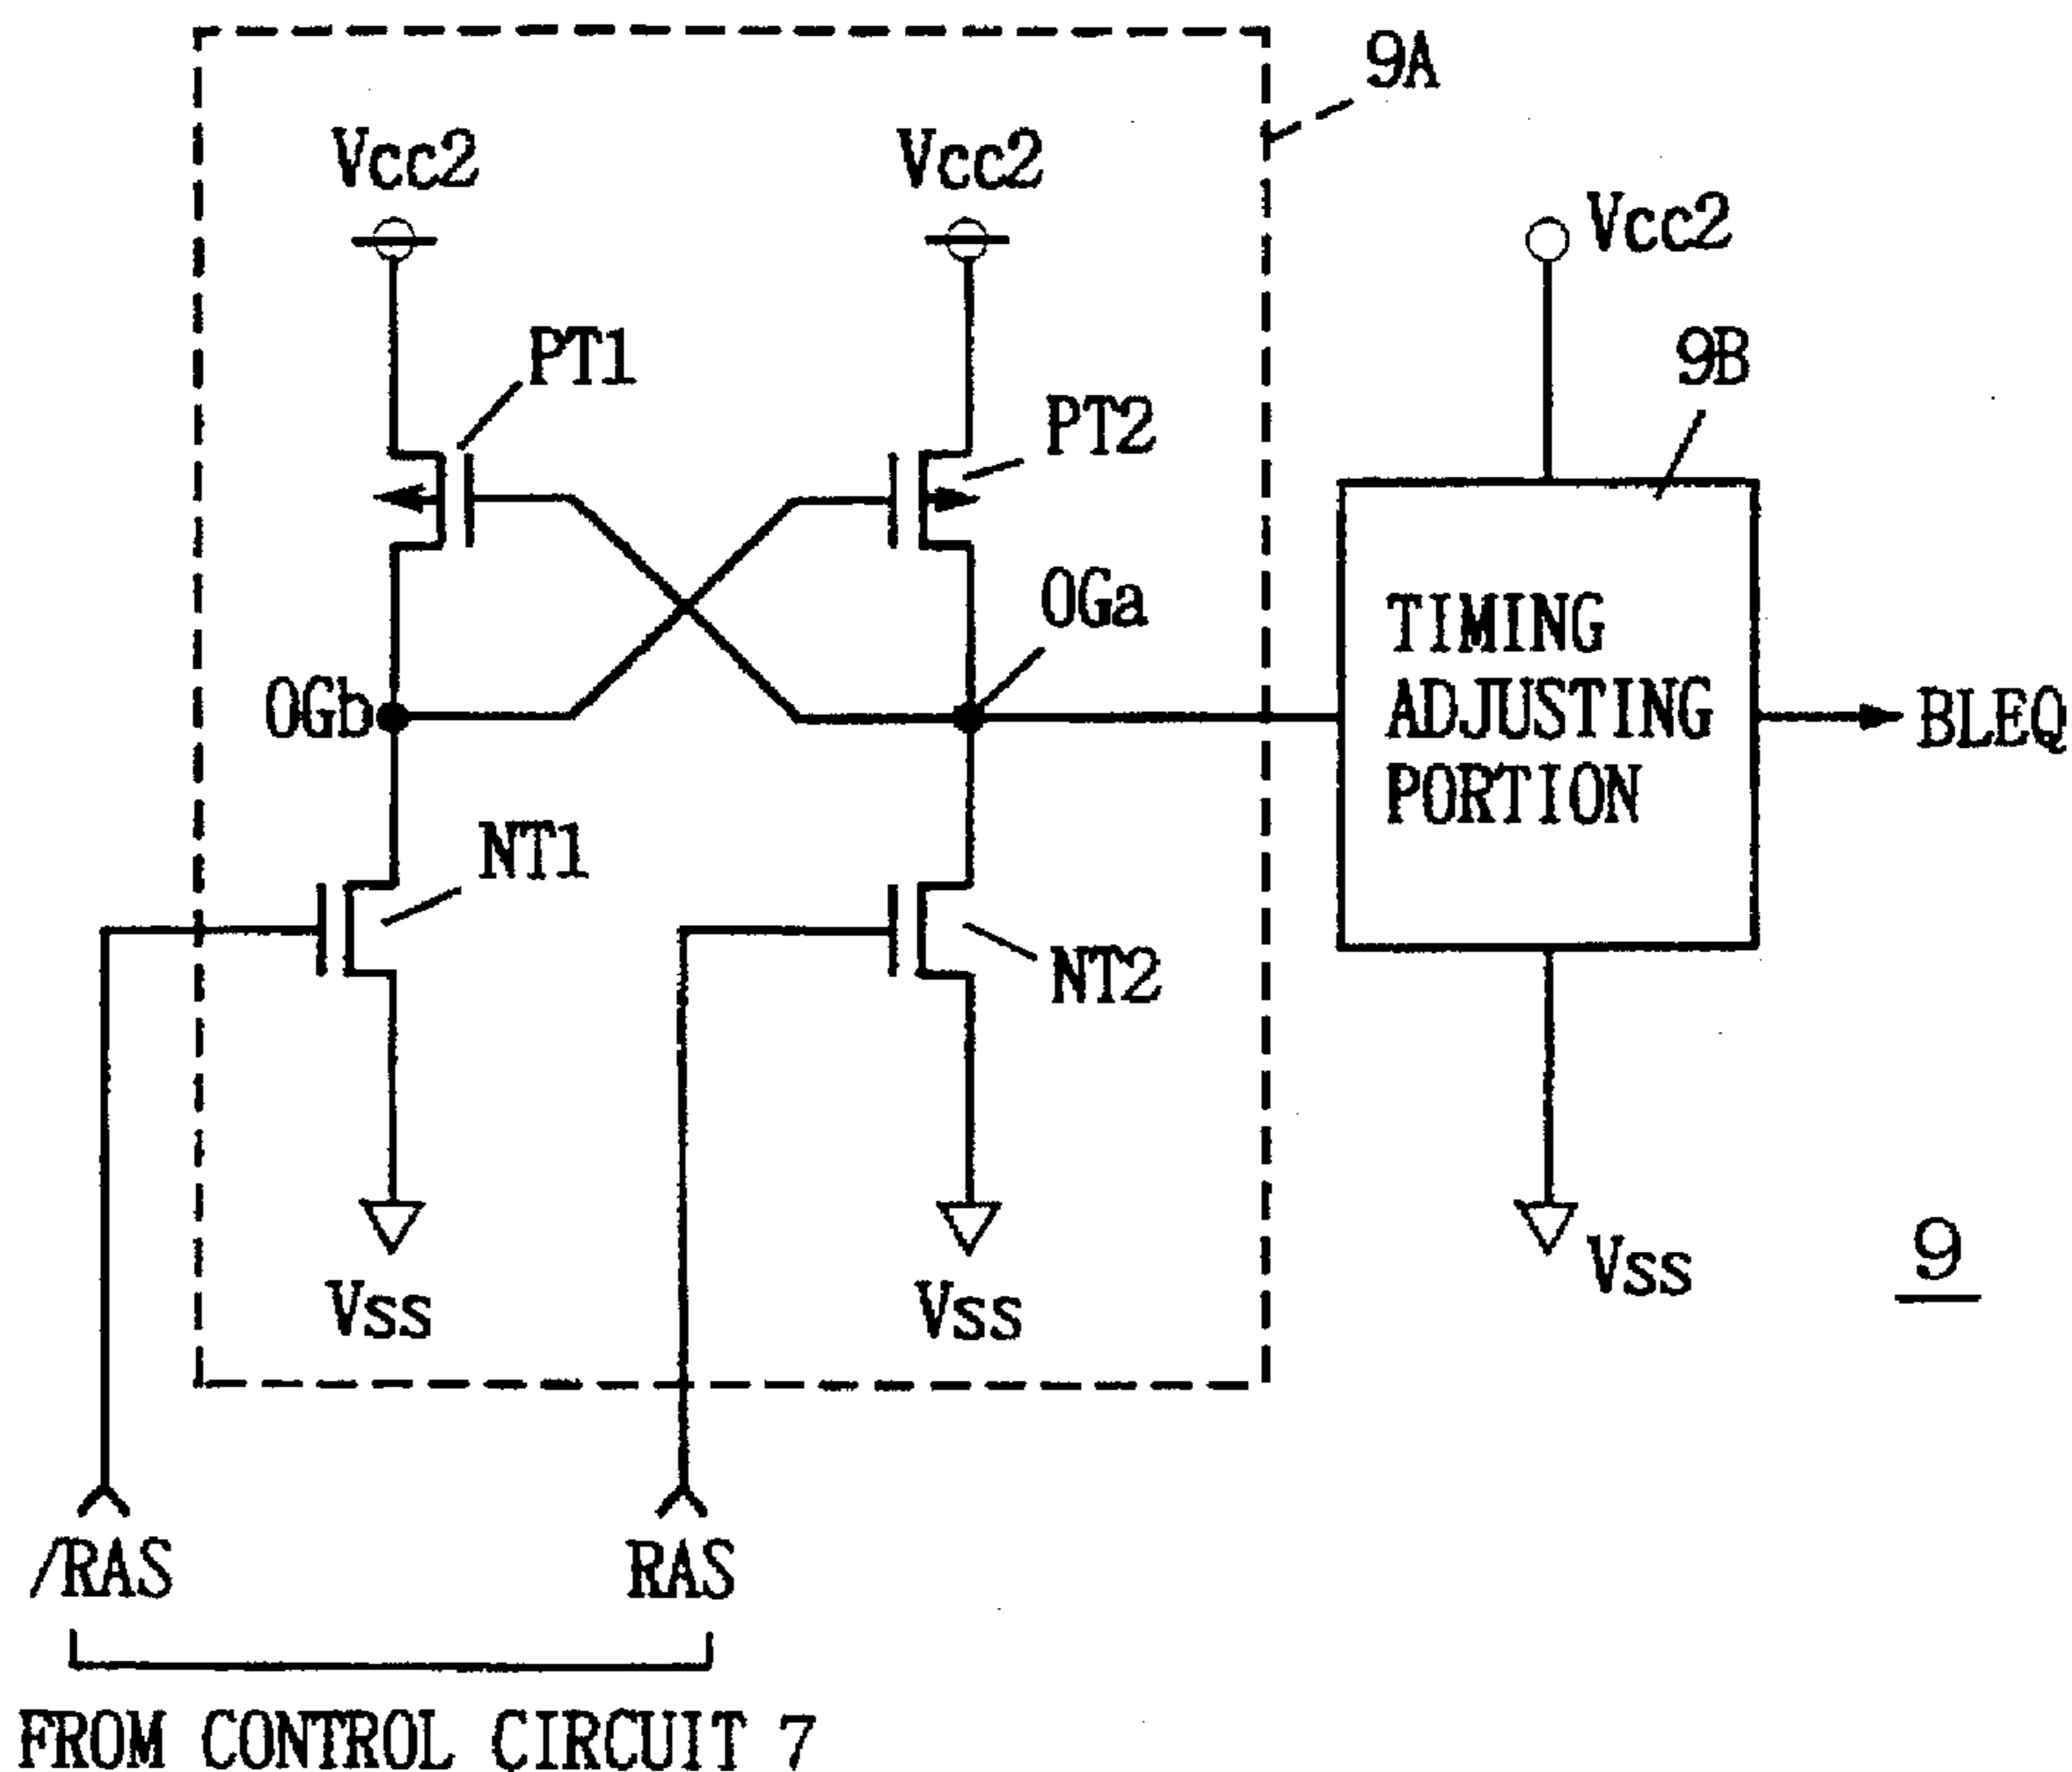 9A
Vcc2
Vcc2
Vcc2
PT1
9B
PT2
OGa
TIMING
ADJUSTING
PORTION
OGb
BLEQ
NT1
NT2
Vss
Vss
Vss
9
/RAS
RAS
FROM CONTROL CIRCUIT 7